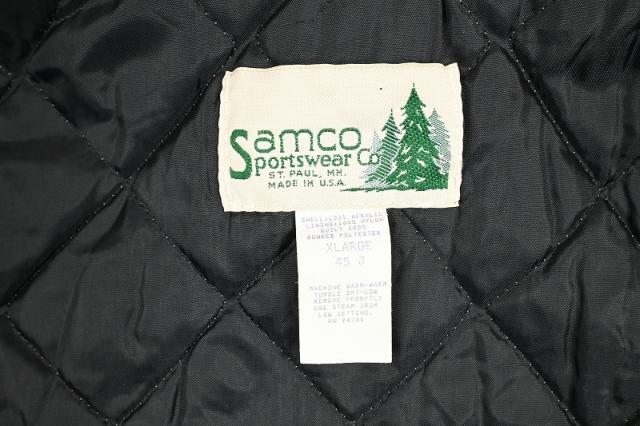 Samco
Sportswear Co
ST. PAUL, MN.
MADE IN U.S.A.
SHELL:100% ACRYLIC
LINING:100% NYLON
QUILT 100%
BONDED POLYESTER
XLARGE
45 J
MACHINE WASH-WARM
TUMBLE DRY-LOW
REMOVE PROMPTLY
USE STEAM IRON
LOW SETTING.